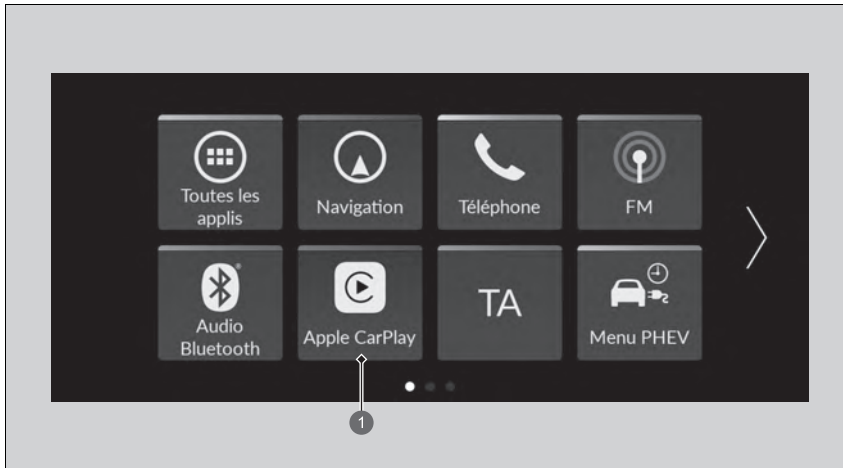 Toutes les
applis
Navigation
Téléphone
FM
Audio
Bluetooth
Apple CarPlay
TA
Menu PHEV
1